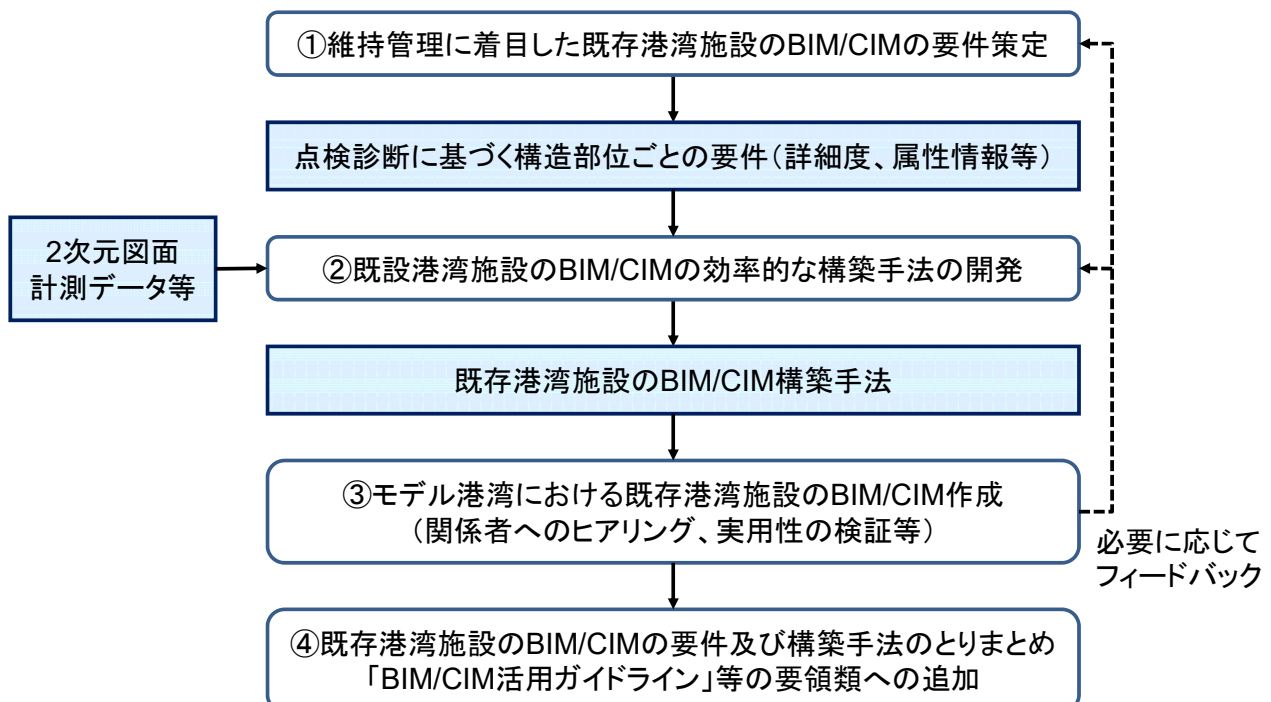 ①維持管理に着目した既存港湾施設のBIM/CIMの要件策定
点検診断に基づく構造部位ごとの要件（詳細度、属性情報等）
2次元図面
計測データ等
②既設港湾施設のBIM/CIMの効率的な構築手法の開発
既存港湾施設のBIM/CIM構築手法
③モデル港湾における既存港湾施設のBIM/CIM作成
（関係者へのヒアリング、実用性の検証等）
必要に応じて
フィードバック
④既存港湾施設のBIM/CIMの要件及び構築手法のとりまとめ
「BIM/CIM活用ガイドライン」等の要領類への追加